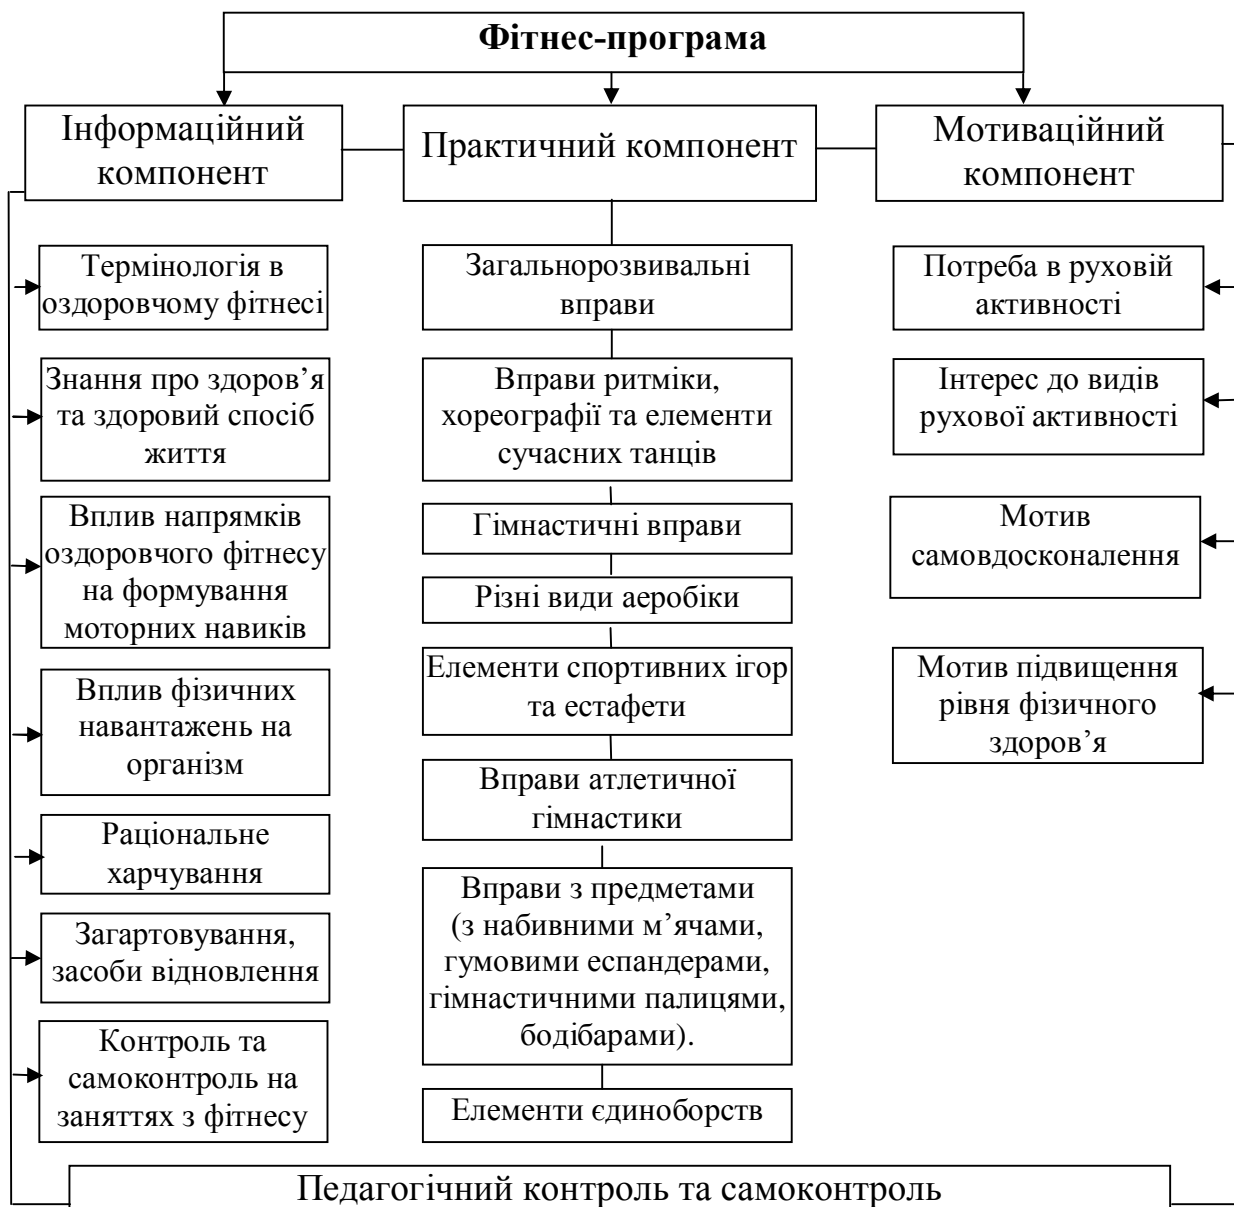 Фітнес-програма
Інформаційний
компонент
Практичний компонент
Мотиваційний
компонент
Термінологія в
оздоровчому фітнесі
Знання про здоров’я
та здоровий спосіб
життя
Вплив напрямків
оздоровчого фітнесу
на формування
моторних навиків
Вплив фізичних
навантажень на
організм
Раціональне
харчування
Загартовування,
засоби відновлення
Контроль та
самоконтроль на
заняттях з фітнесу
Загальнорозвивальні
вправи
Вправи ритміки,
хореографії та елементи
сучасних танців
Гімнастичні вправи
Різні види аеробіки
Елементи спортивних ігор
та естафети
Вправи атлетичної
гімнастики
Вправи з предметами
(з набивними м’ячами,
гумовими еспандерами,
гімнастичними палицями,
бодібарами).
Елементи єдиноборств
Потреба в руховій
активності
Інтерес до видів
рухової активності
Мотив
самовдосконалення
Мотив підвищення
рівня фізичного
здоров’я
Педагогічний контроль та самоконтроль